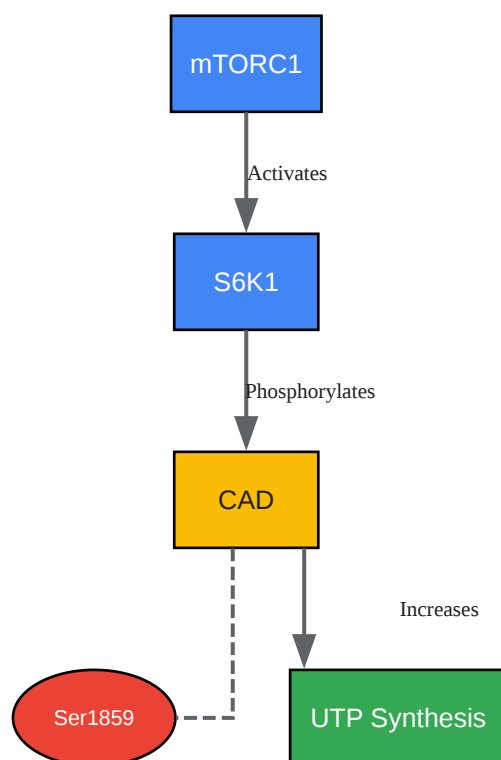 mTORC1
Activates
S6K1
Phosphorylates
CAD
Increases
Ser1859
UTP Synthesis